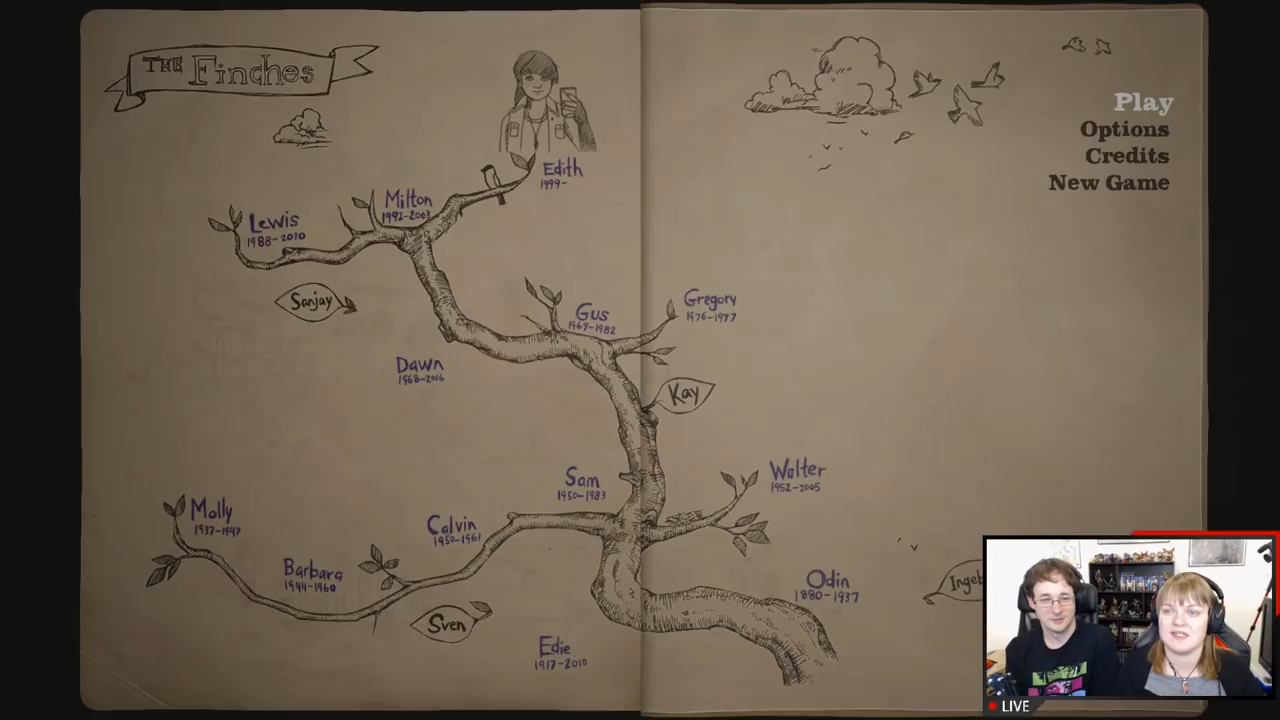 THE Finches
Play
Options
Credits
New Game
Edith
1999-
Milton
1992-2003
Lewis
1988-2010
Sanjay
Gus
1969-1982
Gregory
1976-1977
Dawn
1968-2016
Kay
Sam
1950-1983
Walter
1952-2005
Molly
1937-1947
Calvin
1950-1961
Barbara
1944-1960
Sven
Odin
1880-1937
Edie
1917-2010
LIVE